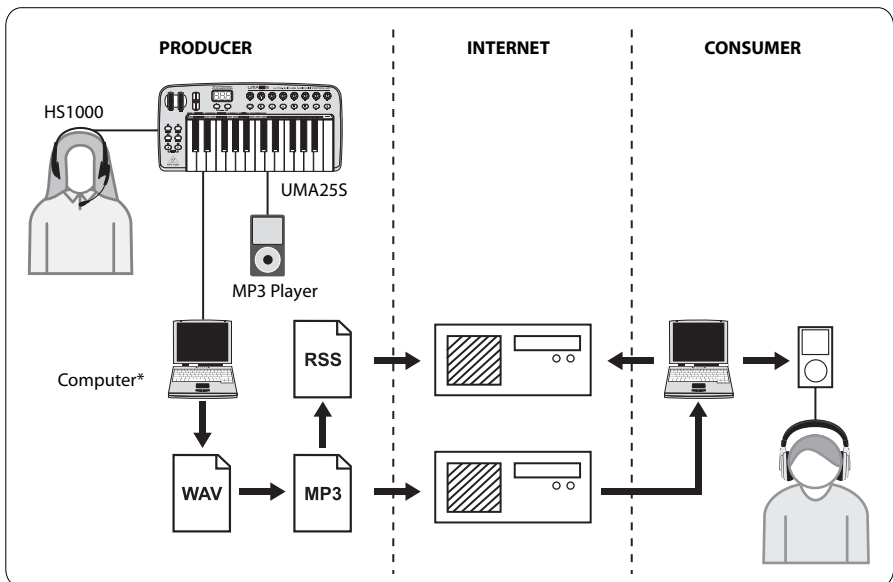 PRODUCER
INTERNET
CONSUMER
HS1000
UMA25S
MP3 Player
Computer*
RSS
WAV
MP3